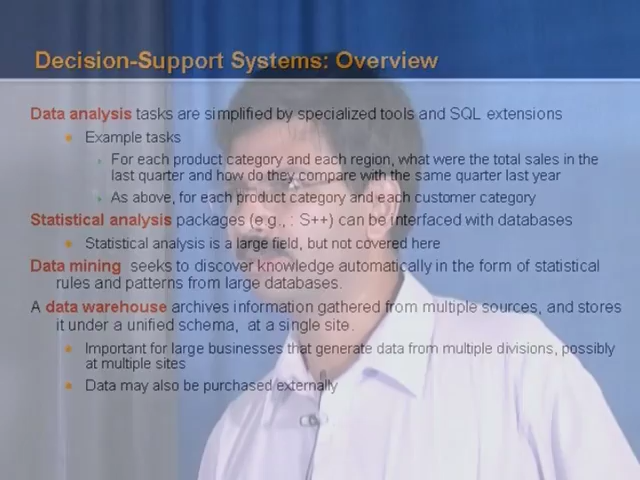 Decision-Support Systems: Overview
Data analysis tasks are simplified by specialized tools and SQL extensions
Example tasks
For each product category and each region, what were the total sales in the
last quarter and how do they compare with the same quarter last year
As above, for each product category and each customer category
Statistical analysis packages (e.g., : S++) can be interfaced with databases
Statistical analysis is a large field, but not covered here
Data mining seeks to discover knowledge automatically in the form of statistical
rules and patterns from large databases.
A data warehouse archives information gathered from multiple sources, and stores
it under a unified schema, at a single site.
Important for large businesses that generate data from multiple divisions, possibly
at multiple sites
Data may also be purchased externally